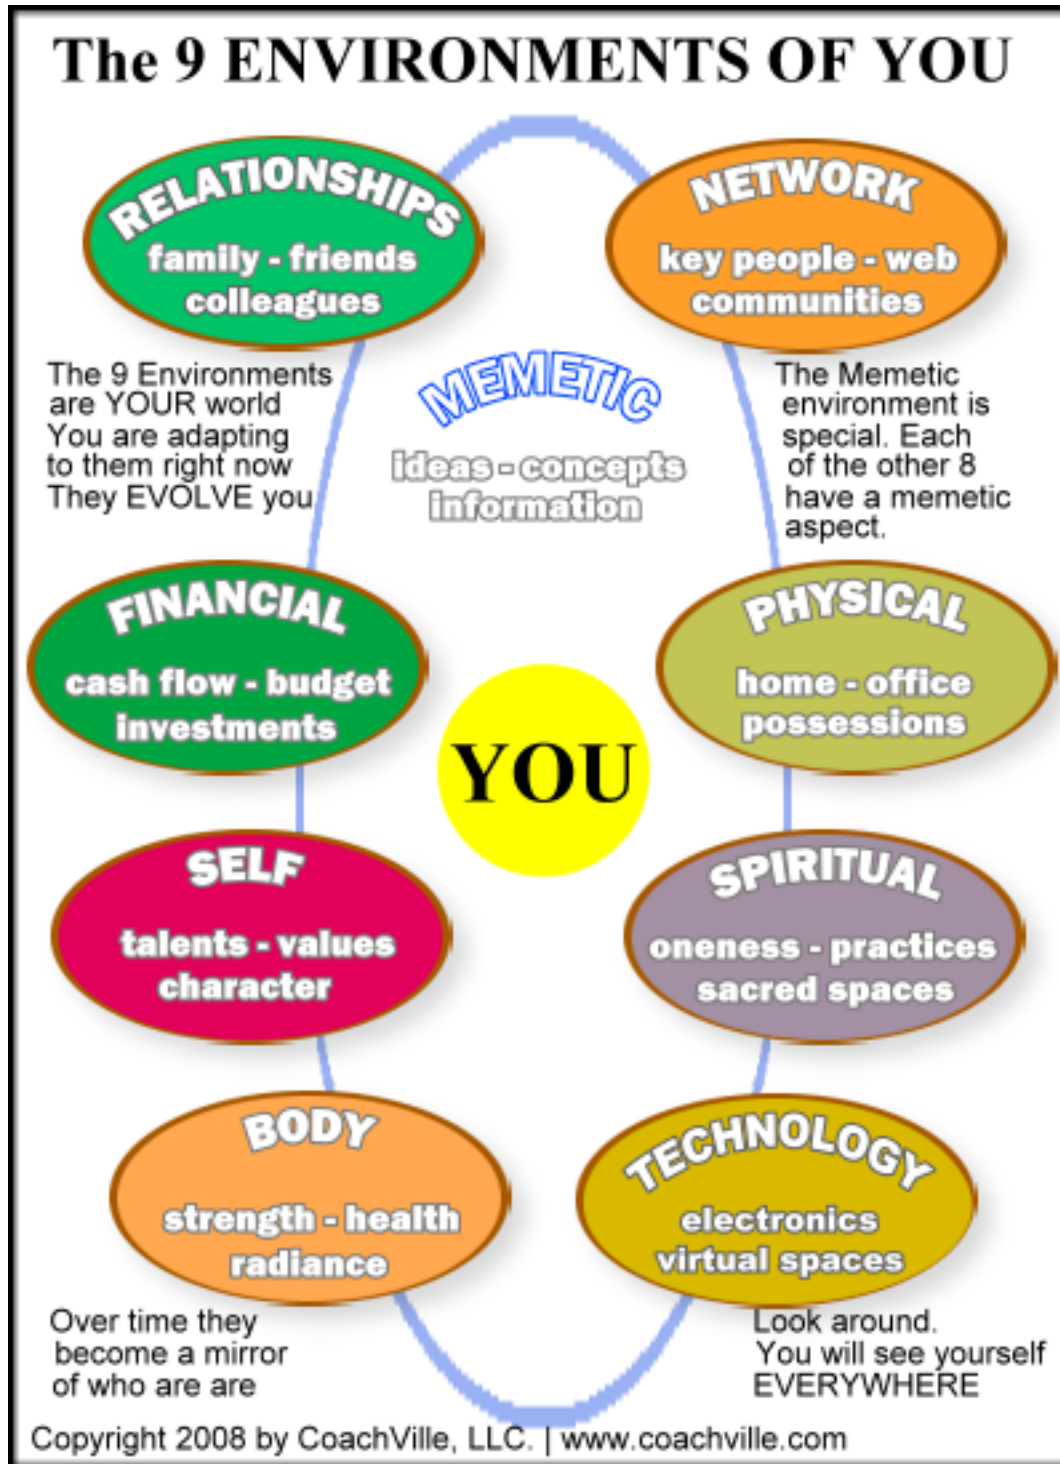 The 9 ENVIRONMENTS OF YOU
RELATIONSHIPS
family - friends
colleagues
NETWORK
key people - web
communities
The 9 Environments
are YOUR world
You are adapting
to them right now
They EVOLVE you
MEMETIC
ideas - concepts
information
The Memetic
environment is
special. Each
of the other 8
have a memetic
aspect.
FINANCIAL
cash flow - budget
investments
PHYSICAL
home - office
possessions
YOU
SELF
talents - values
character
SPIRITUAL
oneness - practices
sacred spaces
BODY
strength - health
radiance
TECHNOLOGY
electronics
virtual spaces
Over time they
become a mirror
of who are are
Look around.
You will see yourself
EVERYWHERE
Copyright 2008 by CoachVille, LLC. | www.coachville.com